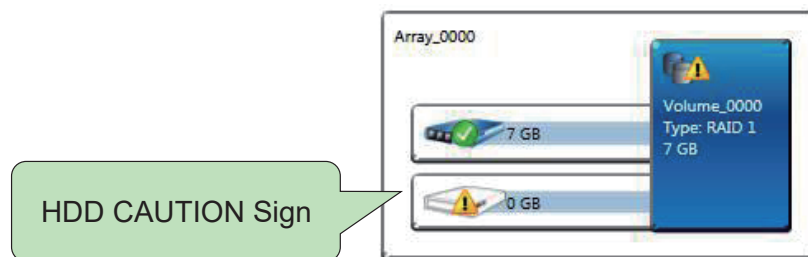 Array_0000
Volume_0000
Type: RAID 1
7 GB
7 GB
0 GB
HDD CAUTION Sign